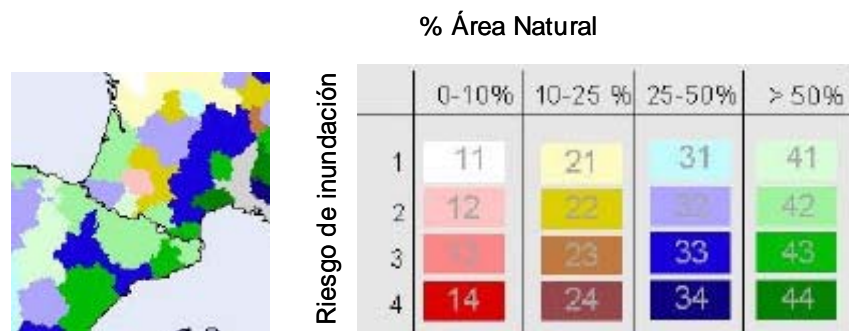 % Área Natural
Riesgo de inundación
0-10% 10-25 % 25-50% > 50%
1 11 21 31 41
2 12 22 32 42
3 13 23 33 43
4 14 24 34 44